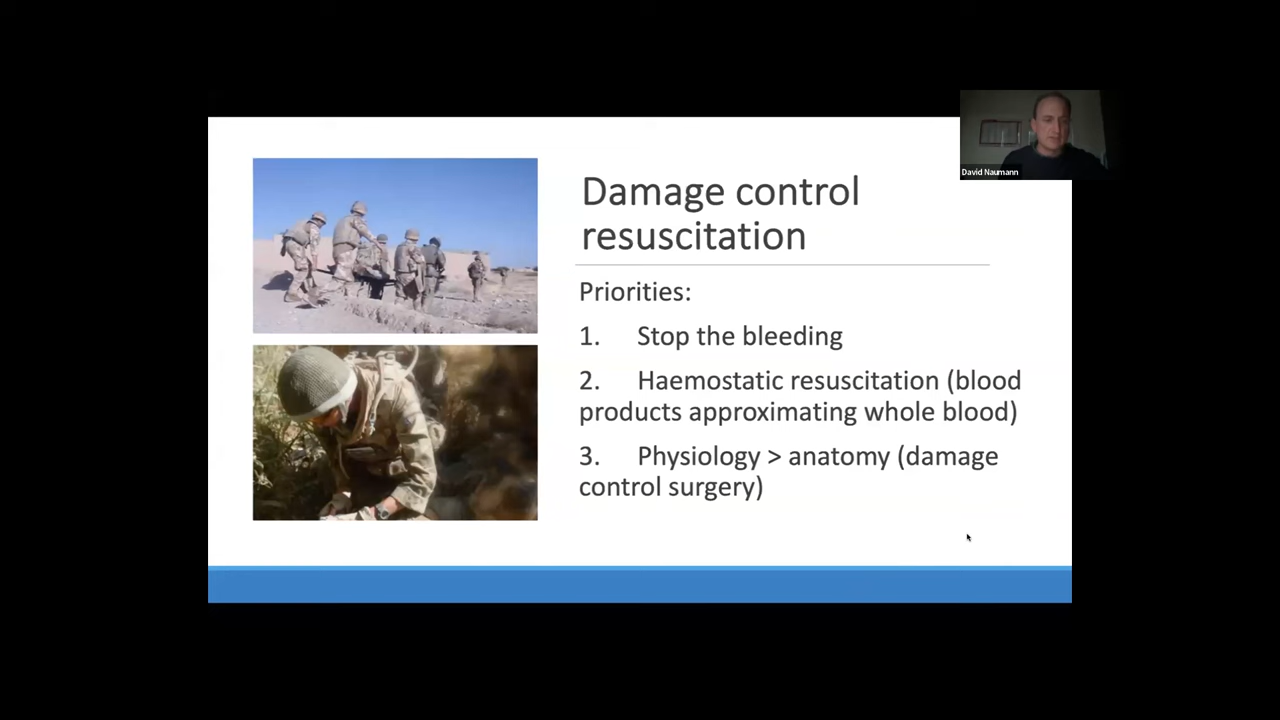 David Naumann
Damage control
resuscitation
Priorities:
1. Stop the bleeding
2. Haemostatic resuscitation (blood
products approximating whole blood)
3. Physiology > anatomy (damage
control surgery)